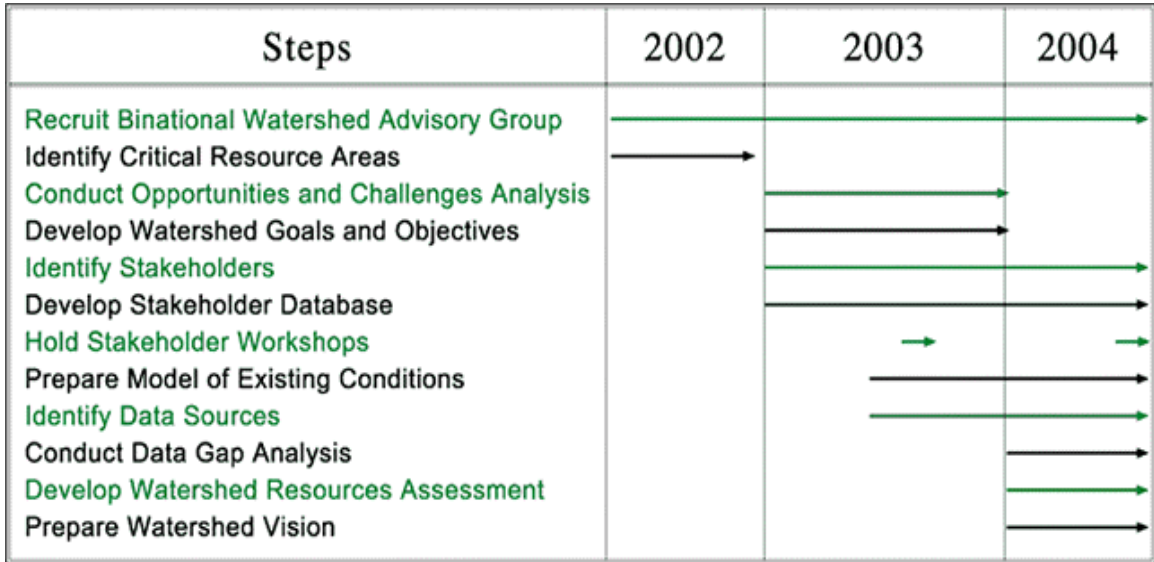 Steps 2002 2003 2004
Recruit Binational Watershed Advisory Group
Identify Critical Resource Areas
Conduct Opportunities and Challenges Analysis
Develop Watershed Goals and Objectives
Identify Stakeholders
Develop Stakeholder Database
Hold Stakeholder Workshops
Prepare Model of Existing Conditions
Identify Data Sources
Conduct Data Gap Analysis
Develop Watershed Resources Assessment
Prepare Watershed Vision